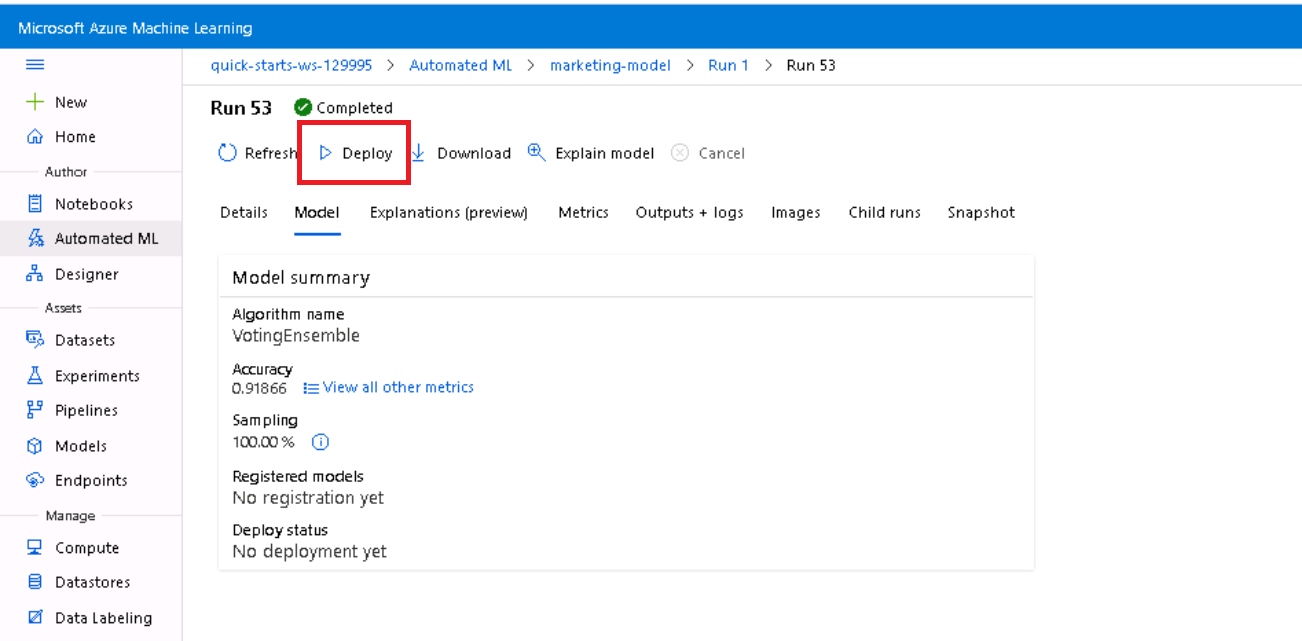 Microsoft Azure Machine Learning
quick-starts-ws-129995 > Automated ML > marketing-model > Run 1 > Run 53
New
Home
Author
Notebooks
Automated ML
Designer
Assets
Datasets
Experiments
Pipelines
Models
Endpoints
Manage
Compute
Datastores
Data Labeling
Run 53 Completed
Refresh Deploy Download Explain model Cancel
Details Model Explanations (preview) Metrics Outputs + logs Images Child runs Snapshot
Model summary
Algorithm name
VotingEnsemble
Accuracy
0.91866 View all other metrics
Sampling
100.00 %
Registered models
No registration yet
Deploy status
No deployment yet